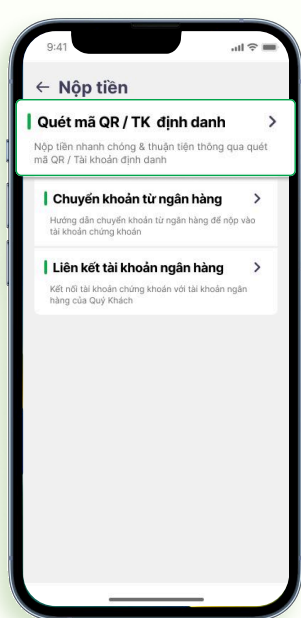 9:41
← Nộp tiền
Quét mã QR / TK định danh
Nộp tiền nhanh chóng & thuận tiện thông qua quét
mã QR / Tài khoản định danh
Chuyển khoản từ ngân hàng
Hướng dẫn chuyển khoản từ ngân hàng để nộp vào
tài khoản chứng khoán
Liên kết tài khoản ngân hàng
Kết nối tài khoản chứng khoán với tài khoản ngân
hàng của Quý Khách